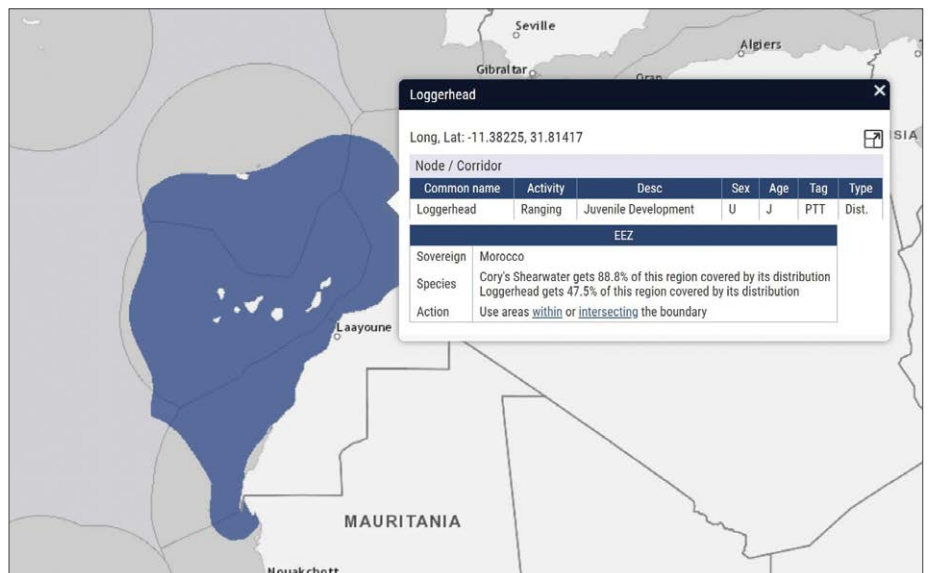 Seville
Algiers
Gibraltar
Oran
Loggerhead
Long, Lat: -11.38225, 31.81417
ISIA
Node / Corridor
Common name Activity Desc Sex Age Tag Type
Loggerhead Ranging Juvenile Development U J PTT Dist.
EEZ
Sovereign Morocco
Species Cory's Shearwater gets 88.8% of this region covered by its distribution
Loggerhead gets 47.5% of this region covered by its distribution
Action Use areas within or intersecting the boundary
Laayoune
MAURITANIA
Nouakchott